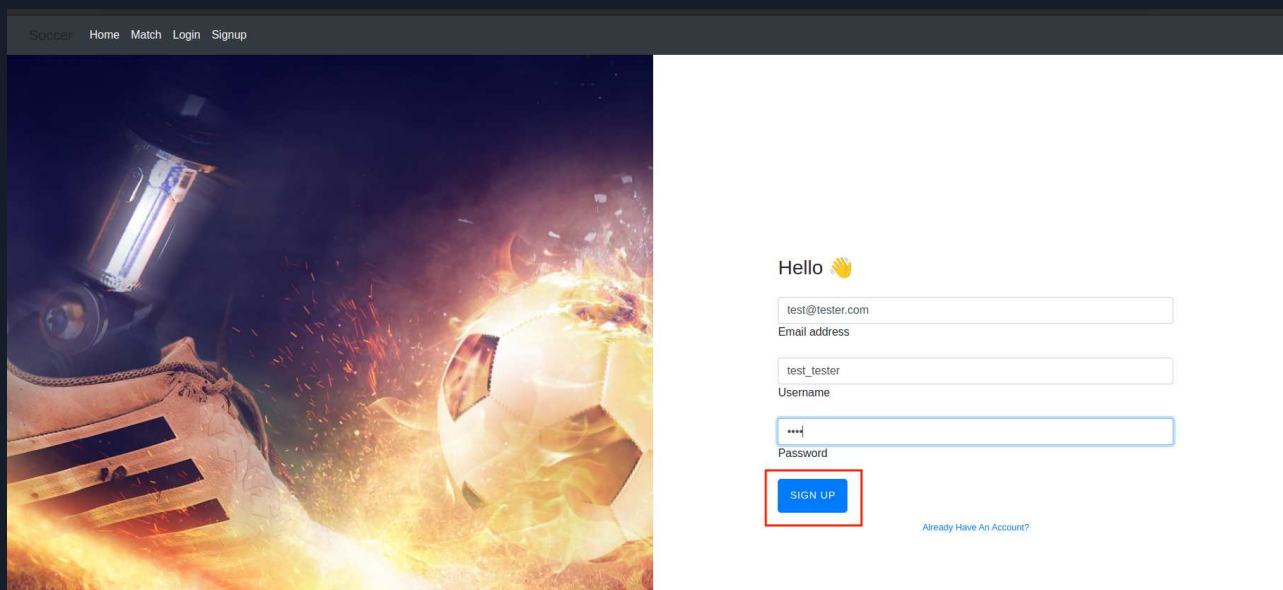 Soccer Home Match Login Signup
Hello 👋
test@tester.com
Email address
test_tester
Username
••••
Password
SIGN UP
Already Have An Account?